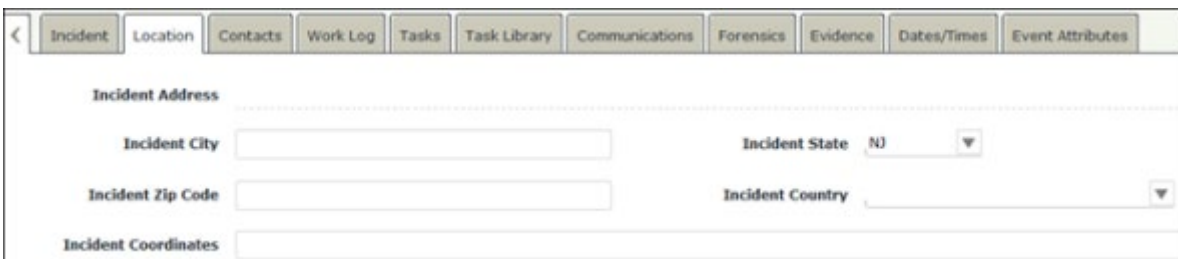 Incident Location Contacts Work Log Tasks Task Library Communications Forensics Evidence Dates/Times Event Attributes
Incident Address
Incident City Incident State NJ
Incident Zip Code Incident Country
Incident Coordinates